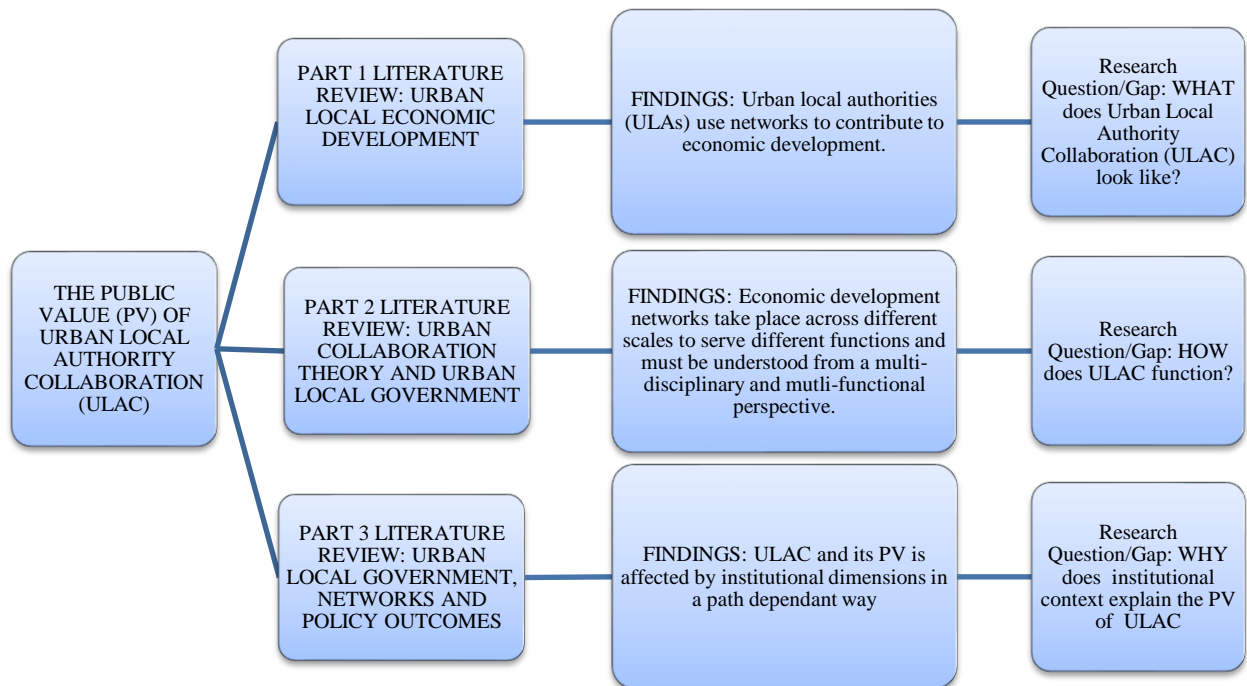 THE PUBLIC
VALUE (PV) OF
URBAN LOCAL
AUTHORITY
COLLABORATION
(ULAC)
PART 1 LITERATURE
REVIEW: URBAN
LOCAL ECONOMIC
DEVELOPMENT
FINDINGS: Urban local authorities
(ULAs) use networks to contribute to
economic development.
Research
Question/Gap: WHAT
does Urban Local
Authority
Collaboration (ULAC)
look like?
PART 2 LITERATURE
REVIEW: URBAN
COLLABORATION
THEORY AND URBAN
LOCAL GOVERNMENT
FINDINGS: Economic development
networks take place across different
scales to serve different functions and
must be understood from a multi-
disciplinary and mutli-functional
perspective.
Research
Question/Gap: HOW
does ULAC function?
PART 3 LITERATURE
REVIEW: URBAN
LOCAL GOVERNMENT,
NETWORKS AND
POLICY OUTCOMES
FINDINGS: ULAC and its PV is
affected by institutional dimensions in
a path dependant way
Research
Question/Gap: WHY
does institutional
context explain the PV
of ULAC